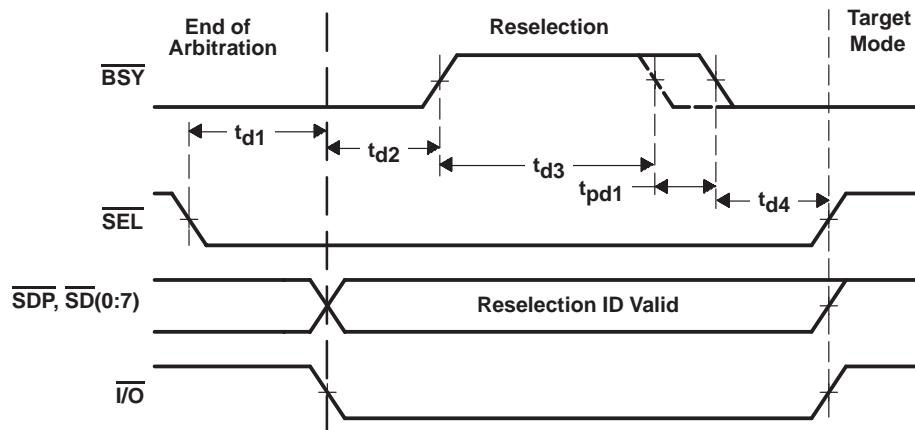 End of
Arbitration
Reselection
Target
Mode
BSY
td1
td2
td3
tpd1
td4
SEL
SDP, SD(0:7)
Reselection ID Valid
I/O